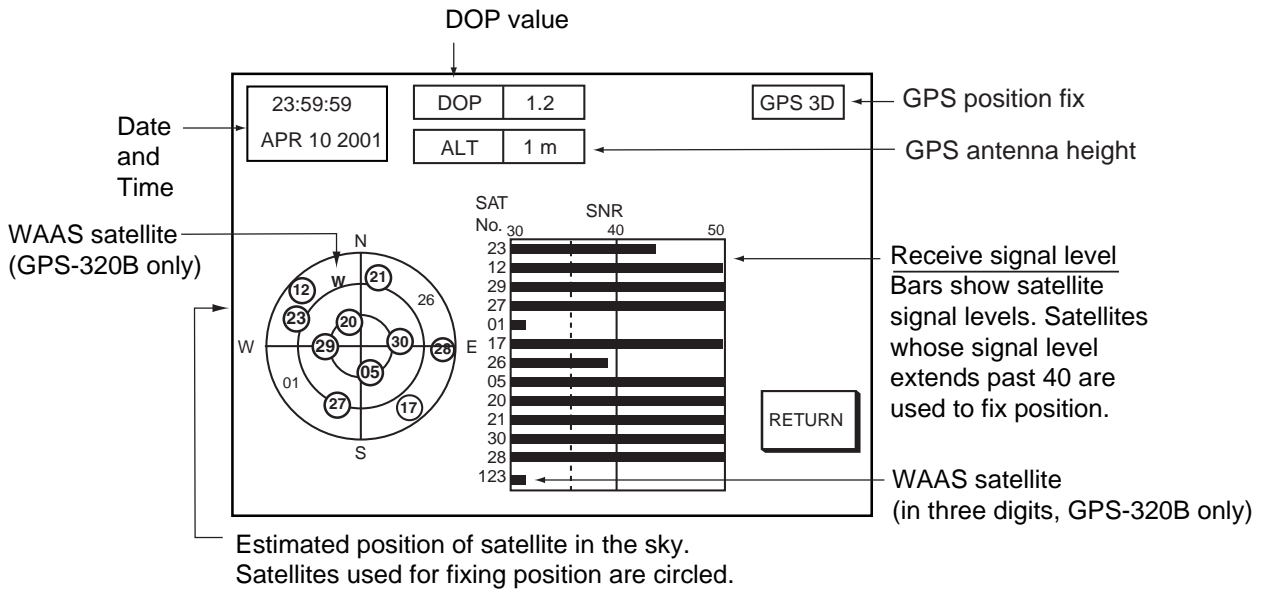 DOP value
23:59:59
APR 10 2001
DOP 1.2
ALT 1 m
GPS 3D
GPS position fix
GPS antenna height
Date
and
Time
WAAS satellite
(GPS-320B only)
N
W
E
S
W
21
12
26
23
20
29
30
28
05
01
27
17
SAT
No.
SNR
30 40 50
23
12
29
27
01
17
26
05
20
21
30
28
123
Receive signal level
Bars show satellite
signal levels. Satellites
whose signal level
extends past 40 are
used to fix position.
RETURN
WAAS satellite
(in three digits, GPS-320B only)
Estimated position of satellite in the sky.
Satellites used for fixing position are circled.